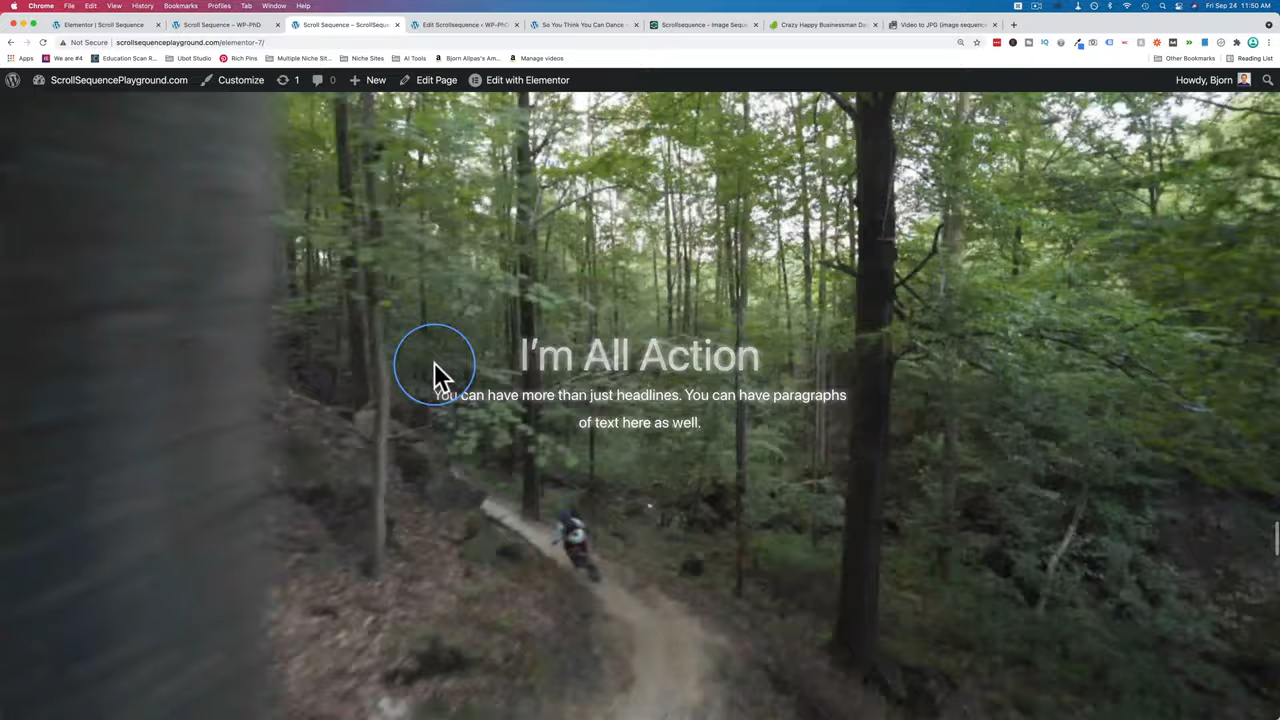 Chrome File Edit View History Bookmarks Profiles Tab Window Help
Fri Sep 24 11:50 AM
Elementor | Scroll Sequence
Scroll Sequence – WP-PhD
Scroll Sequence – ScrollSeque
Edit Scrollsequence ‹ WP-Ph
So You Think You Can Dance -
Scrollsequence - Image Sequ
Crazy Happy Businessman Da
Video to JPG (image sequenc
Not Secure | scrollsequenceplayground.com/elementor-7/
Apps
We are #4
Education Scan R...
Ubot Studio
Rich Pins
Multiple Niche Sit...
Niche Sites
AI Tools
Bjorn Allpas's Am...
Manage videos
Other Bookmarks
Reading List
ScrollSequencePlayground.com
Customize
1
0
New
Edit Page
Edit with Elementor
Howdy, Bjorn
I'm All Action
You can have more than just headlines. You can have paragraphs
of text here as well.